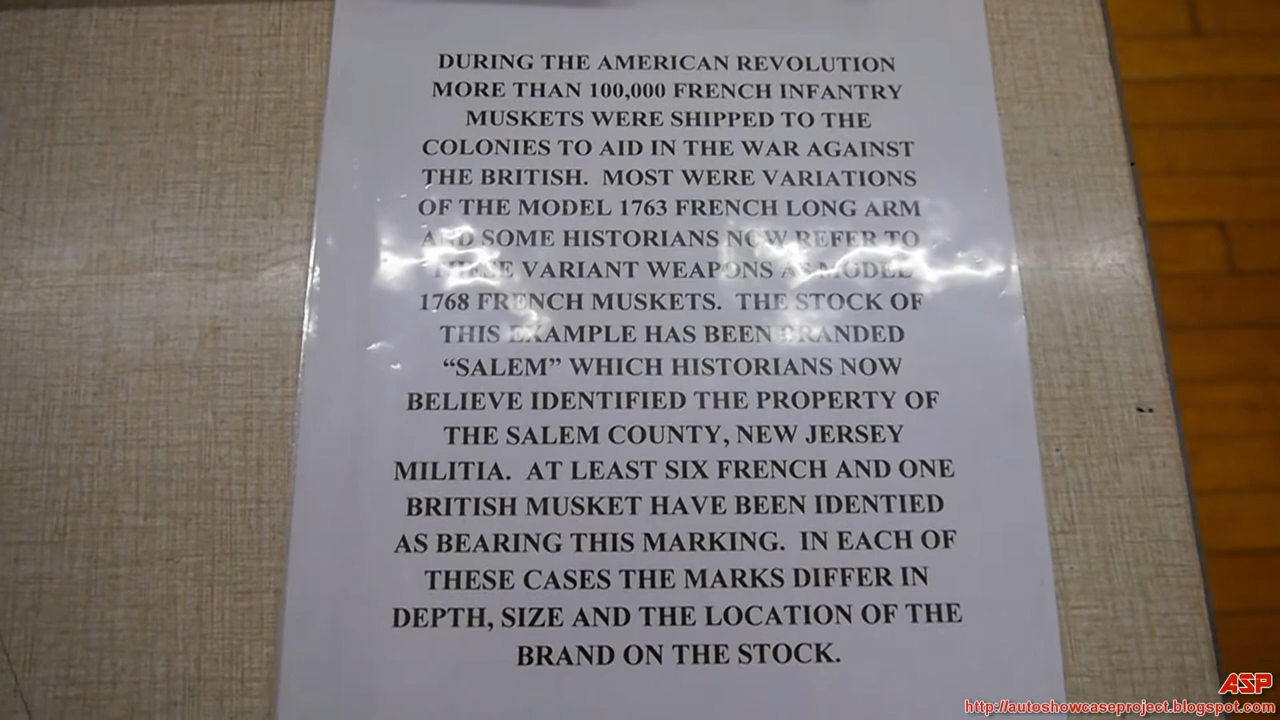 DURING THE AMERICAN REVOLUTION
MORE THAN 100,000 FRENCH INFANTRY
MUSKETS WERE SHIPPED TO THE
COLONIES TO AID IN THE WAR AGAINST
THE BRITISH. MOST WERE VARIATIONS
OF THE MODEL 1763 FRENCH LONG ARM
AND SOME HISTORIANS NOW REFER TO
THESE VARIANT WEAPONS AS MODEL
1768 FRENCH MUSKETS. THE STOCK OF
THIS EXAMPLE HAS BEEN BRANDED
“SALEM” WHICH HISTORIANS NOW
BELIEVE IDENTIFIED THE PROPERTY OF
THE SALEM COUNTY, NEW JERSEY
MILITIA. AT LEAST SIX FRENCH AND ONE
BRITISH MUSKET HAVE BEEN IDENTIED
AS BEARING THIS MARKING. IN EACH OF
THESE CASES THE MARKS DIFFER IN
DEPTH, SIZE AND THE LOCATION OF THE
BRAND ON THE STOCK.
ASP
http://autoshowcaseproject.blogspot.com